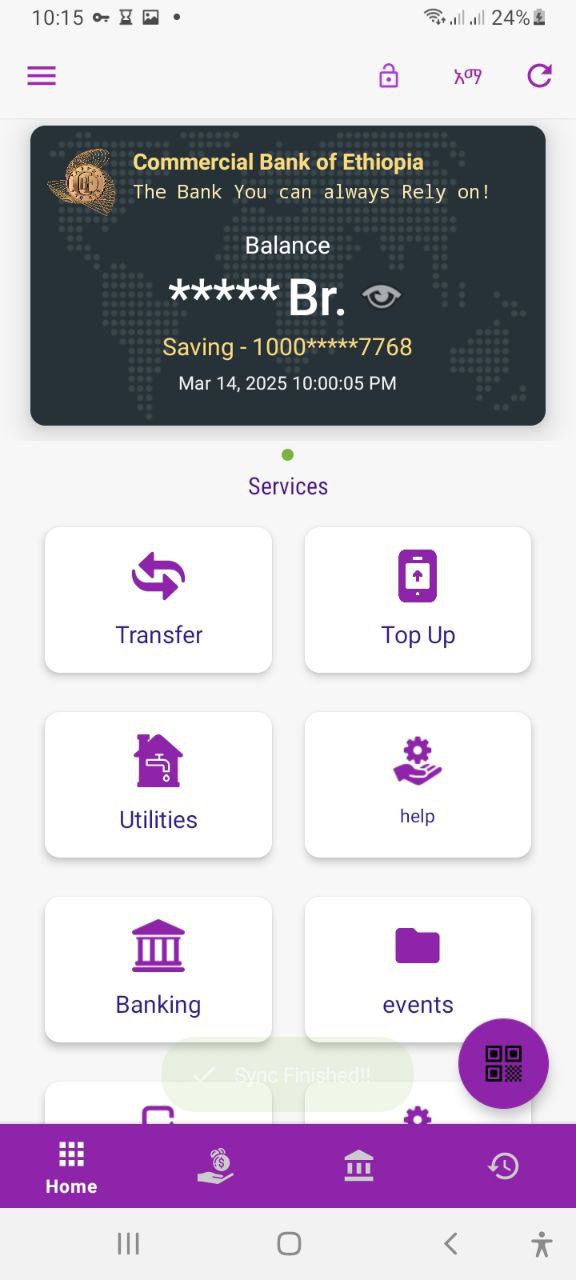 10:15
24%
አማ
Commercial Bank of Ethiopia
The Bank You can always Rely on!
Balance
***** Br.
Saving - 1000*****7768
Mar 14, 2025 10:00:05 PM
Services
Transfer
Top Up
Utilities
help
Banking
events
Sync Finished!!
Home